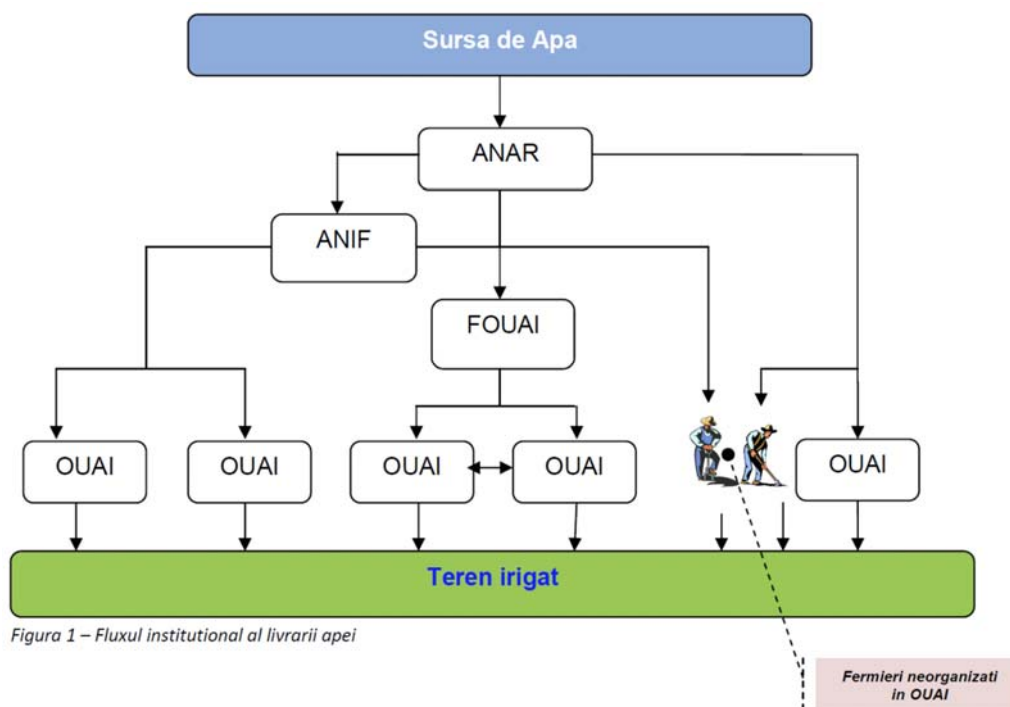 Sursa de Apa
ANAR
ANIF
FOUAI
OUAI
OUAI
OUAI
OUAI
OUAI
Teren irigat
Figura 1 – Fluxul institutional al livrarii apei
Fermieri neorganizati
in OUAI